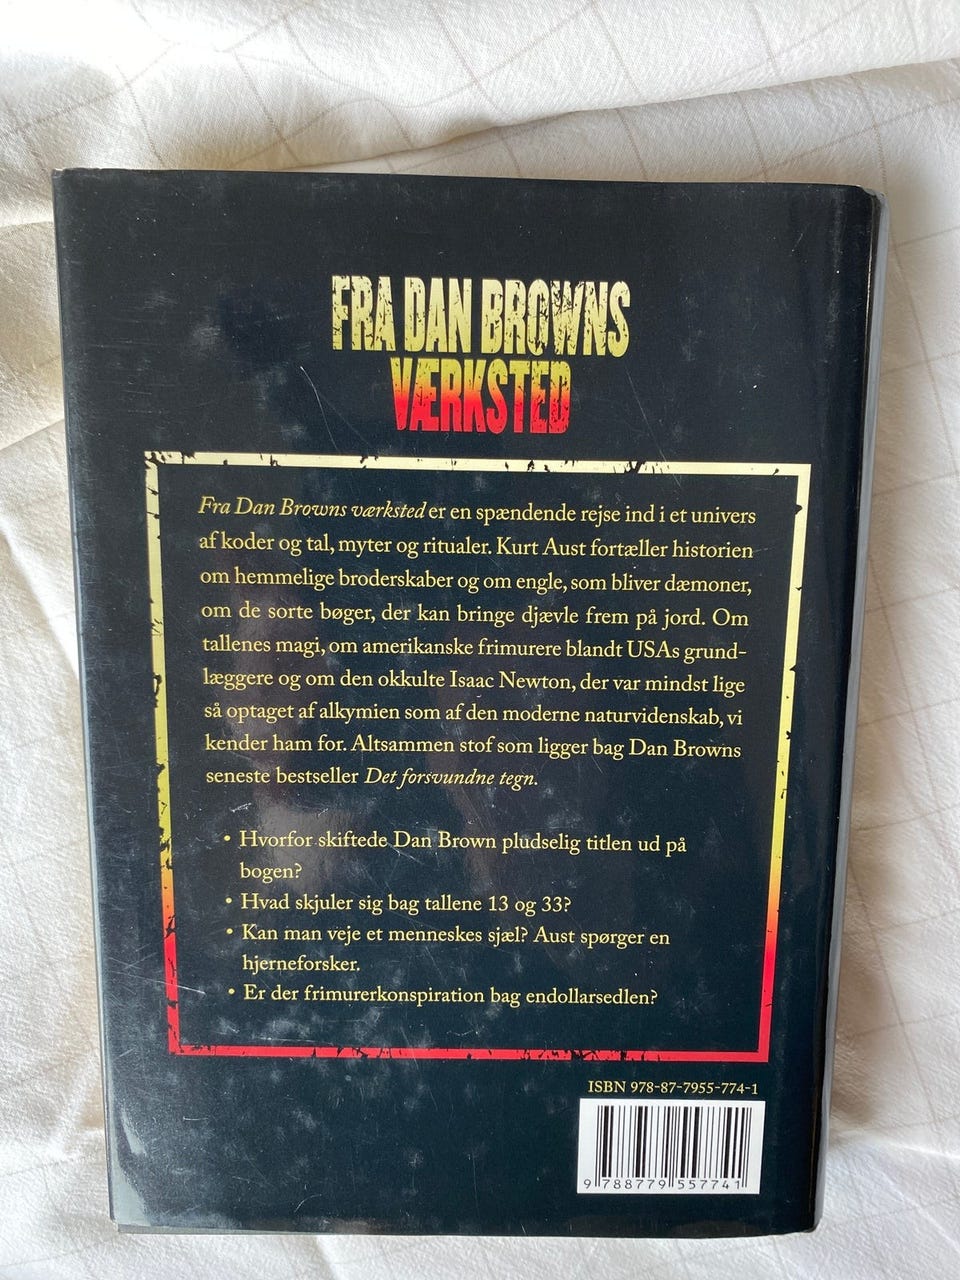 FRA DAN BROWNS
VÆRKSTED
Fra Dan Browns værksted er en spændende rejse ind i et univers
af koder og tal, myter og ritualer. Kurt Aust fortæller historien
om hemmelige broderskaber og om engle, som bliver dæmoner,
om de sorte bøger, der kan bringe djævle frem på jord. Om
tallenes magi, om amerikanske frimurere blandt USAs grund-
læggere og om den okkulte Isaac Newton, der var mindst lige
så optaget af alkymien som af den moderne naturvidenskab, vi
kender ham for. Altsammen stof som ligger bag Dan Browns
seneste bestseller Det forsvundne tegn.
• Hvorfor skiftede Dan Brown pludselig titlen ud på
bogen?
• Hvad skjuler sig bag tallene 13 og 33?
• Kan man veje et menneskes sjæl? Aust spørger en
hjerneforsker.
• Er der frimurerkonspiration bag endollarsedlen?
ISBN 978-87-7955-774-1
9 788779 557741